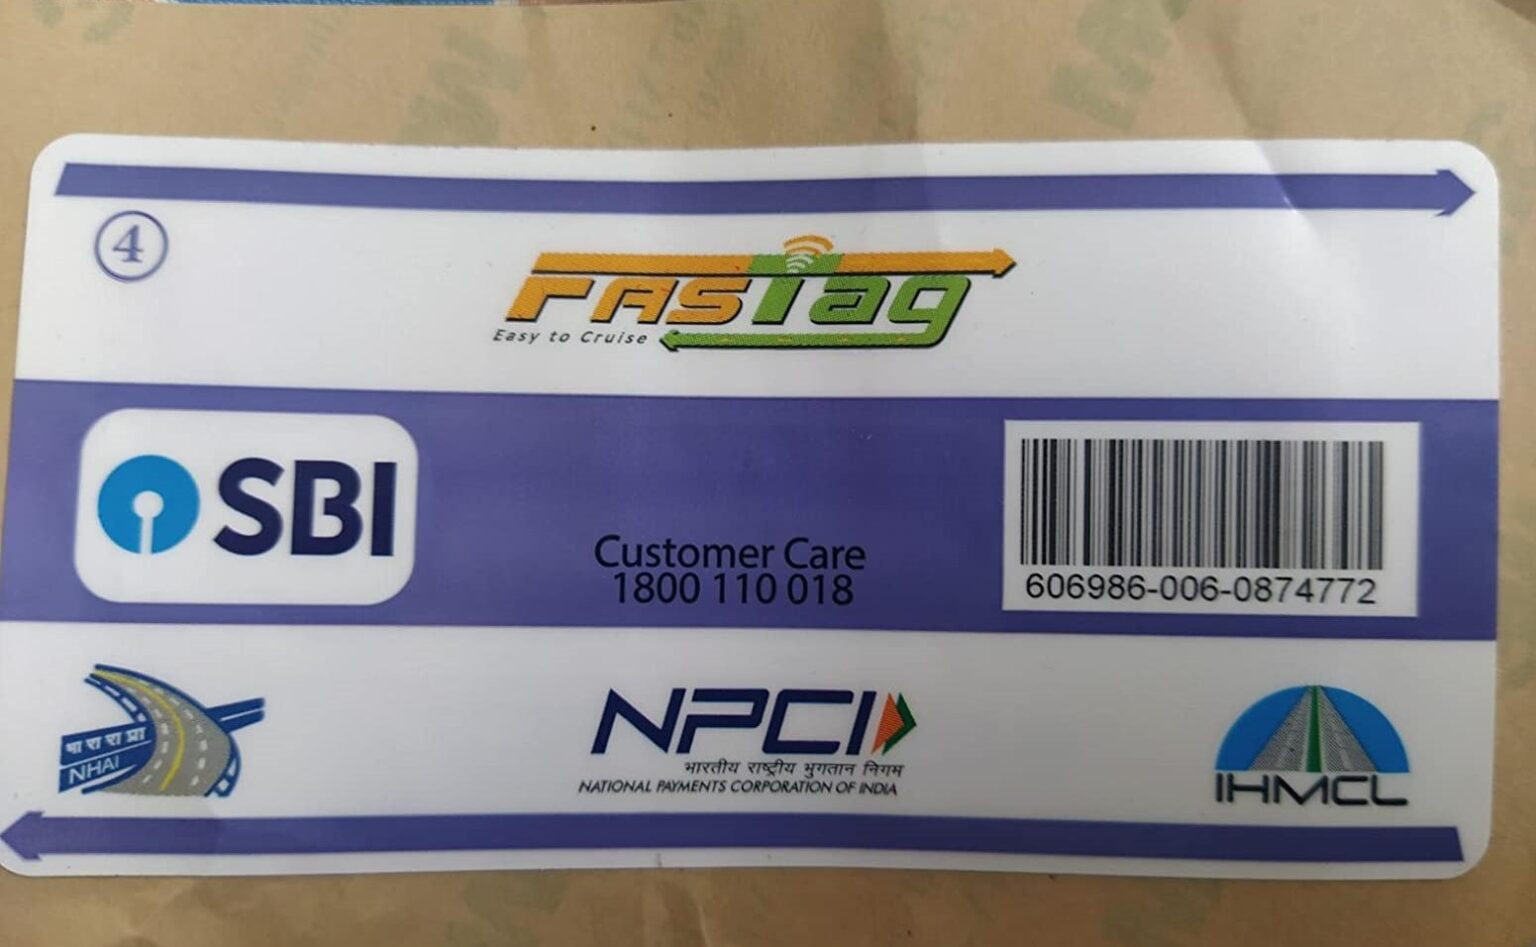 4
FASTag
Easy to Cruise
SBI
Customer Care
1800 110 018
606986-006-0874772
भा रा रा प्रा
NHAI
NPCI
भारतीय राष्ट्रीय भुगतान निगम
NATIONAL PAYMENTS CORPORATION OF INDIA
IHMCL